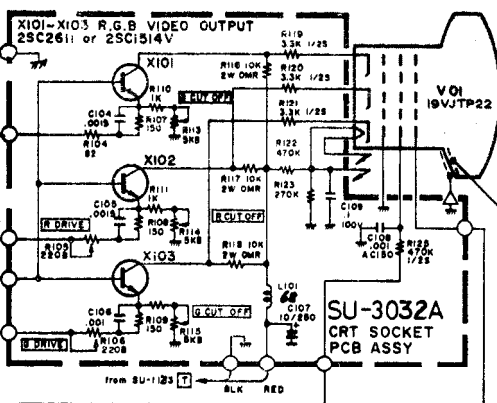 X101~X103 R.G.B VIDEO OUTPUT
2SC2611 or 2SC1514V
X101
R110
1K
C104
.0015
R107
150
R104
82
R113
5KB
B CUT OFF
R116 10K
2W OMR
R119
3.3K 1/2S
R120
3.3K 1/2S
R121
3.3K 1/2S
V01
19VJTP22
X102
R111
1K
C105
.0015
R108
150
R114
5KB
R DRIVE
R105
220B
R117 10K
2W OMR
R CUT OFF
R122
470K
R123
270K
C109
.1
100V
C108
.001
AC150
R125
470K
1/2S
X103
R118 10K
2W OMR
C106
.001
R109
150
R115
5KB
G DRIVE
R106
220B
G CUT OFF
L101
68
C107
10/250
SU-3032A
CRT SOCKET
PCB ASSY
from SU-1123 T
BLK RED